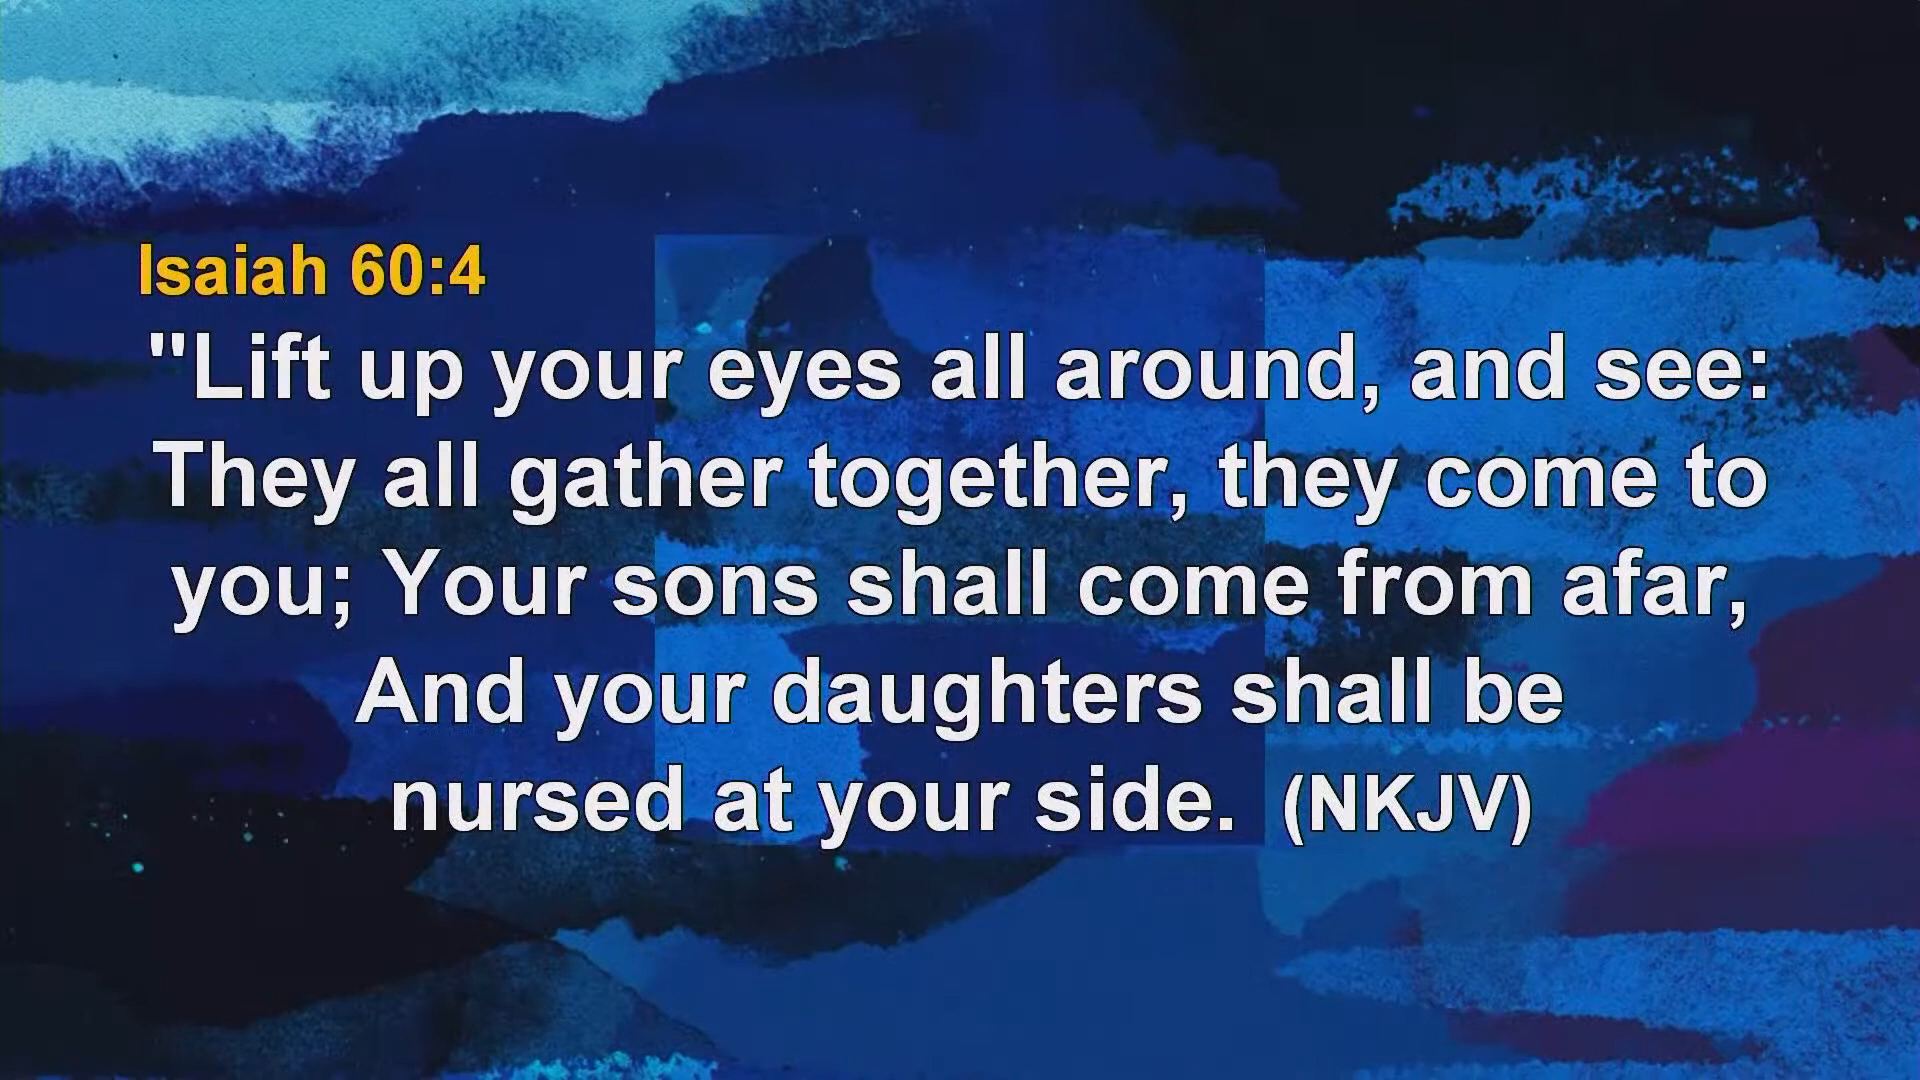 Isaiah 60:4
"Lift up your eyes all around, and see:
They all gather together, they come to
you; Your sons shall come from afar,
And your daughters shall be
nursed at your side. (NKJV)